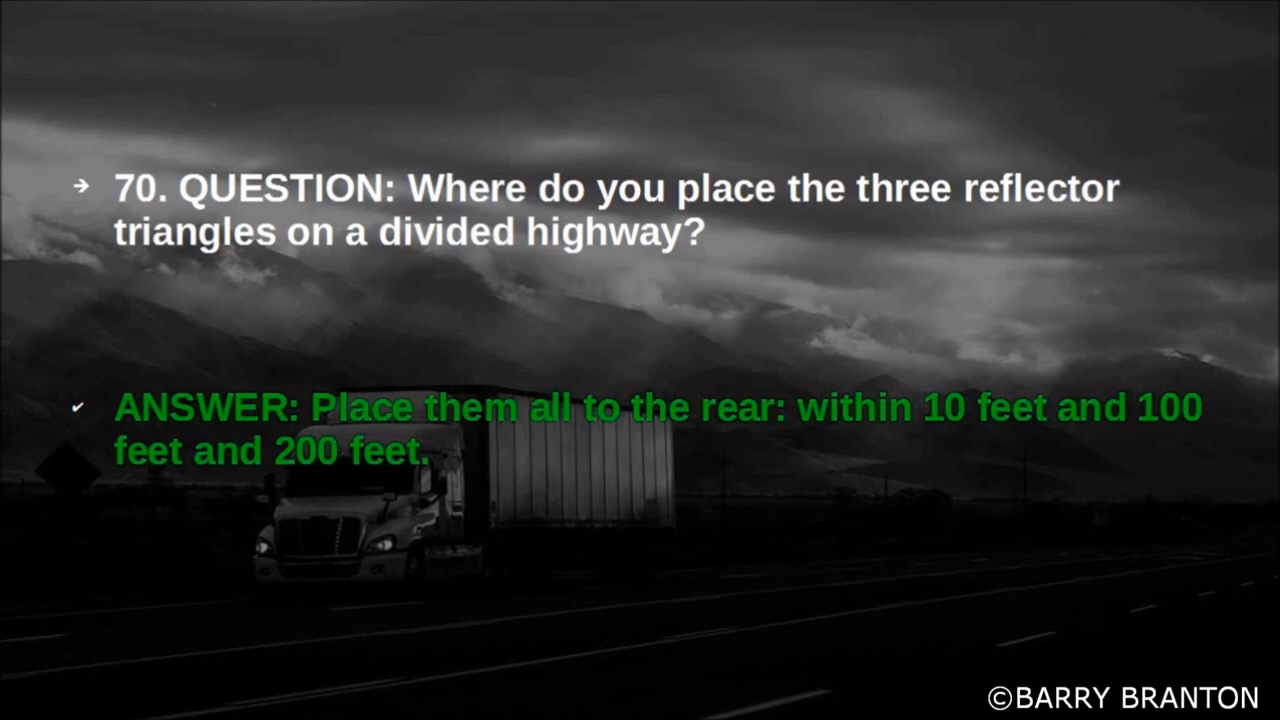 70. QUESTION: Where do you place the three reflector
triangles on a divided highway?
ANSWER: Place them all to the rear: within 10 feet and 100
feet and 200 feet.
©BARRY BRANTON